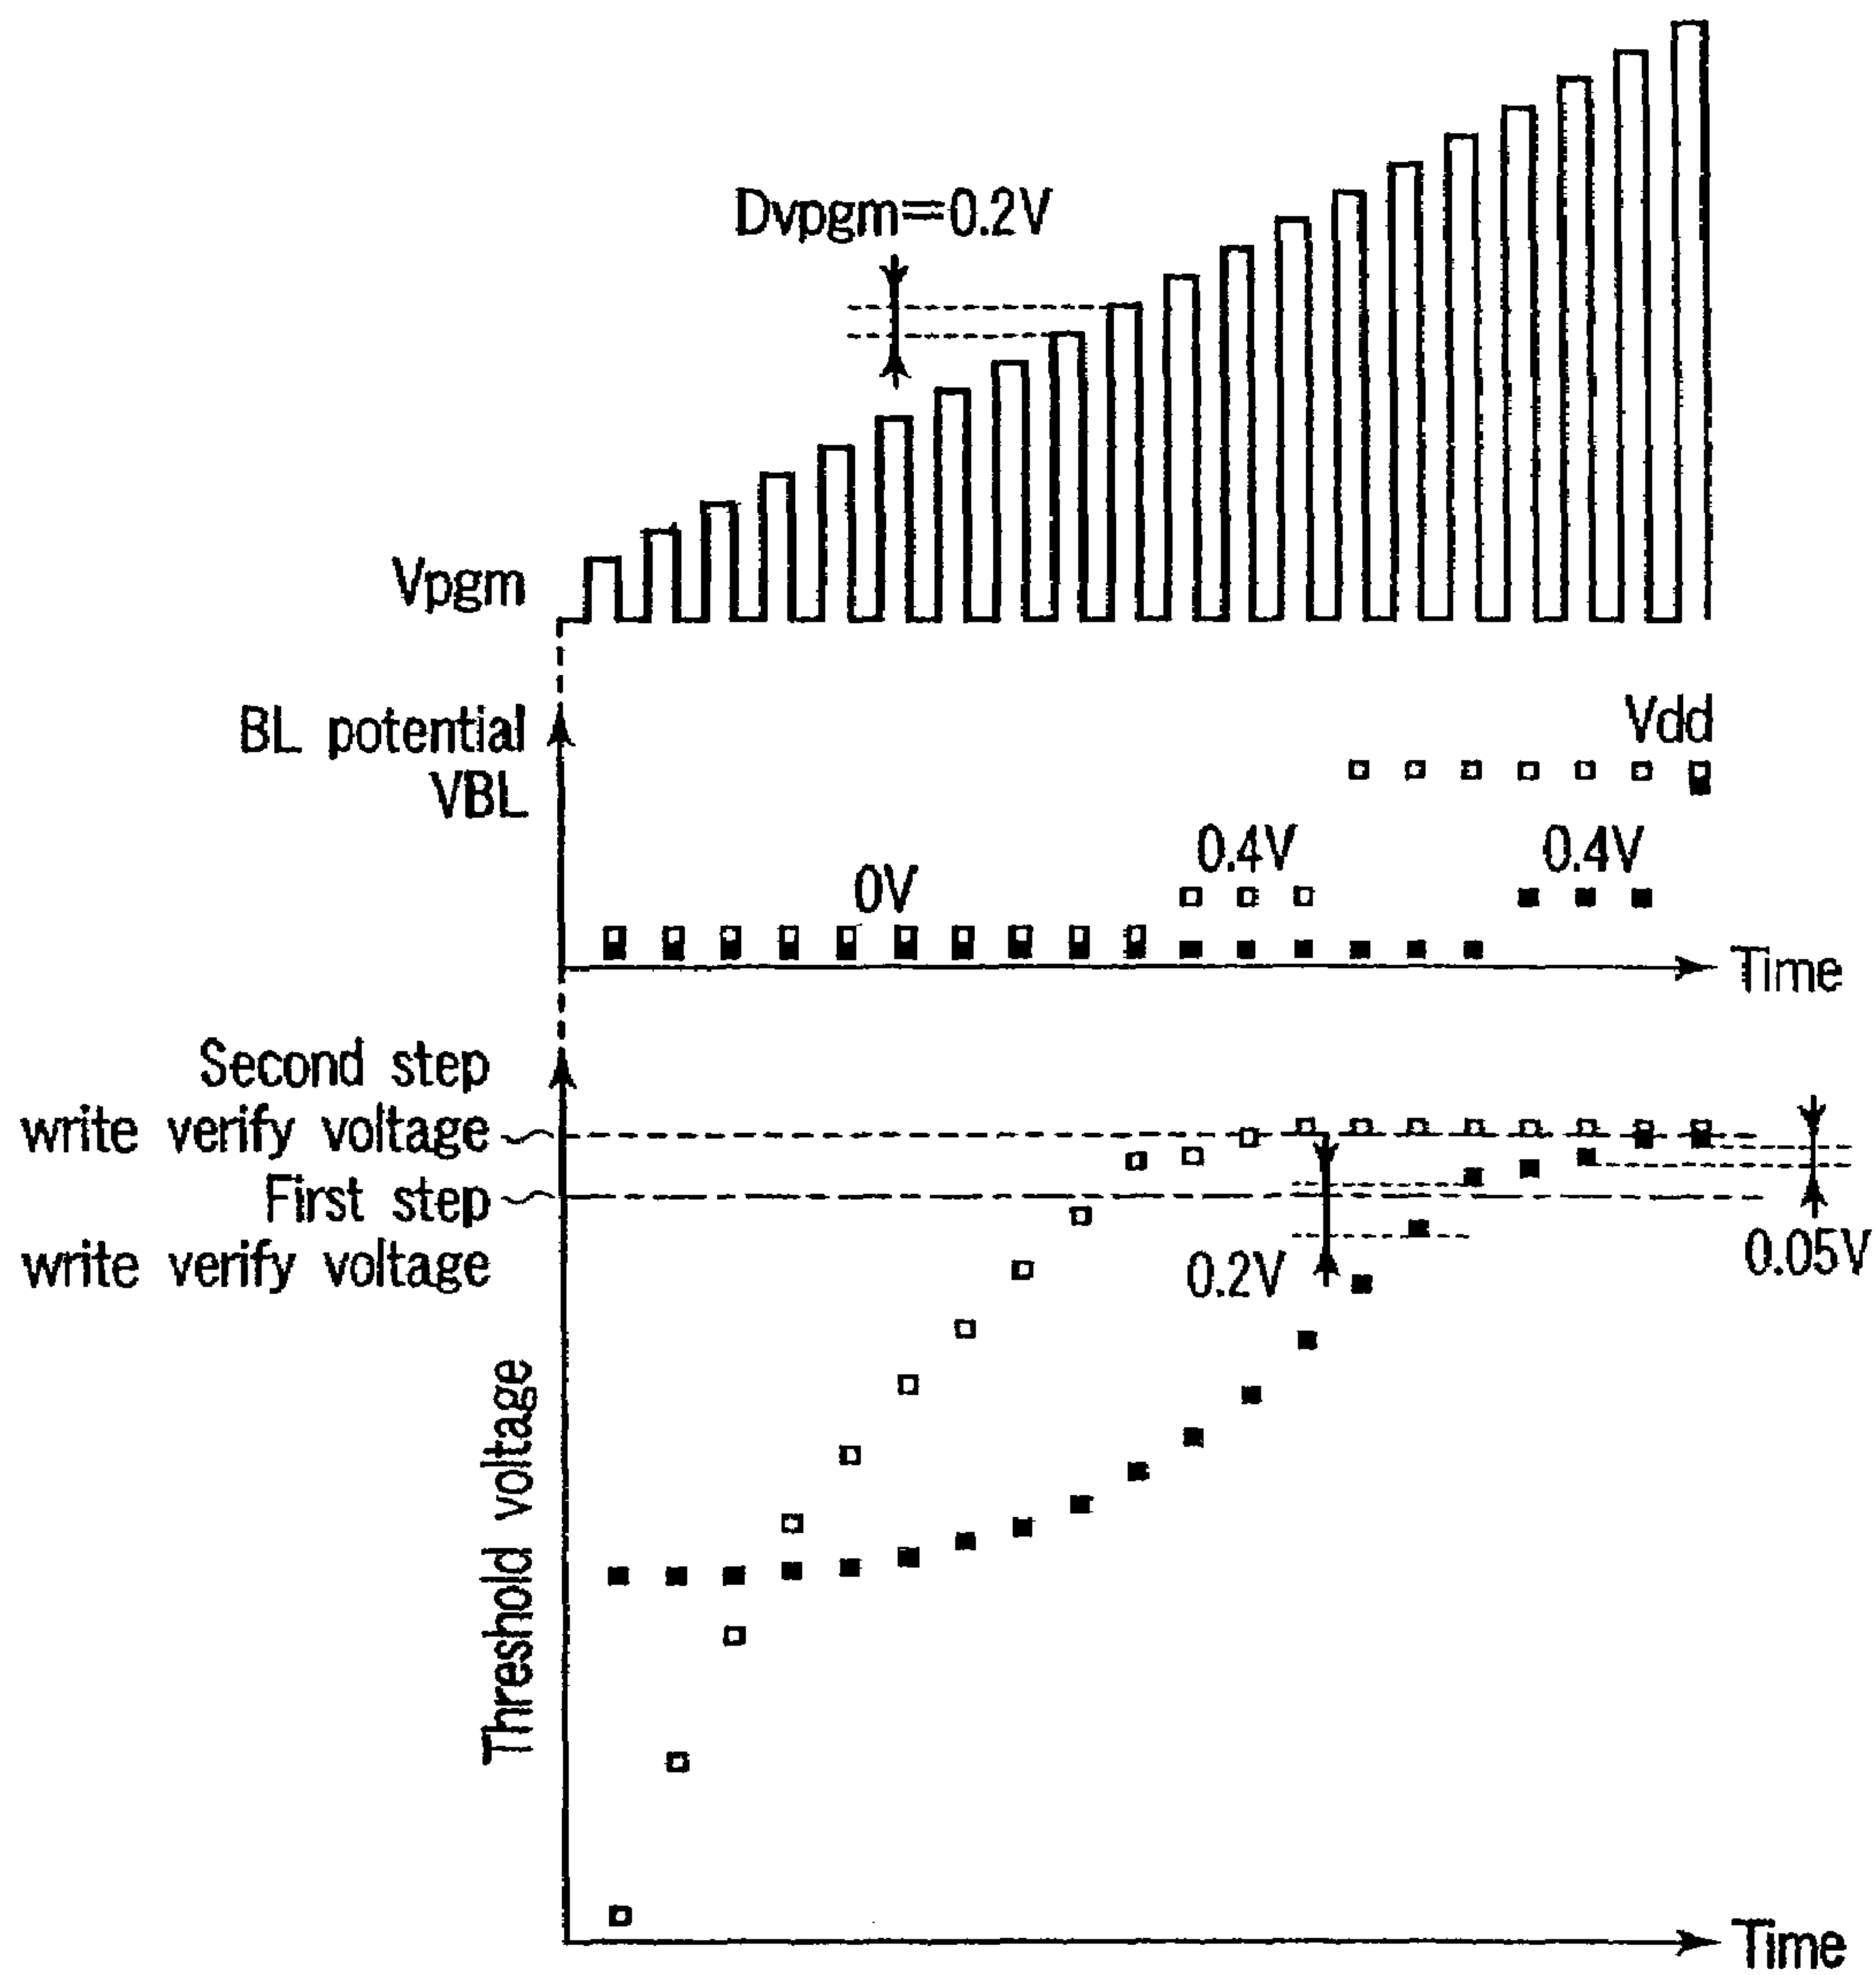 Dvpgm=0.2V
Vpgm
BL potential
VBL
Vdd
0V
0.4V
0.4V
Time
Second step
write verify voltage
First step
write verify voltage
0.2V
0.05V
Threshold voltage
Time